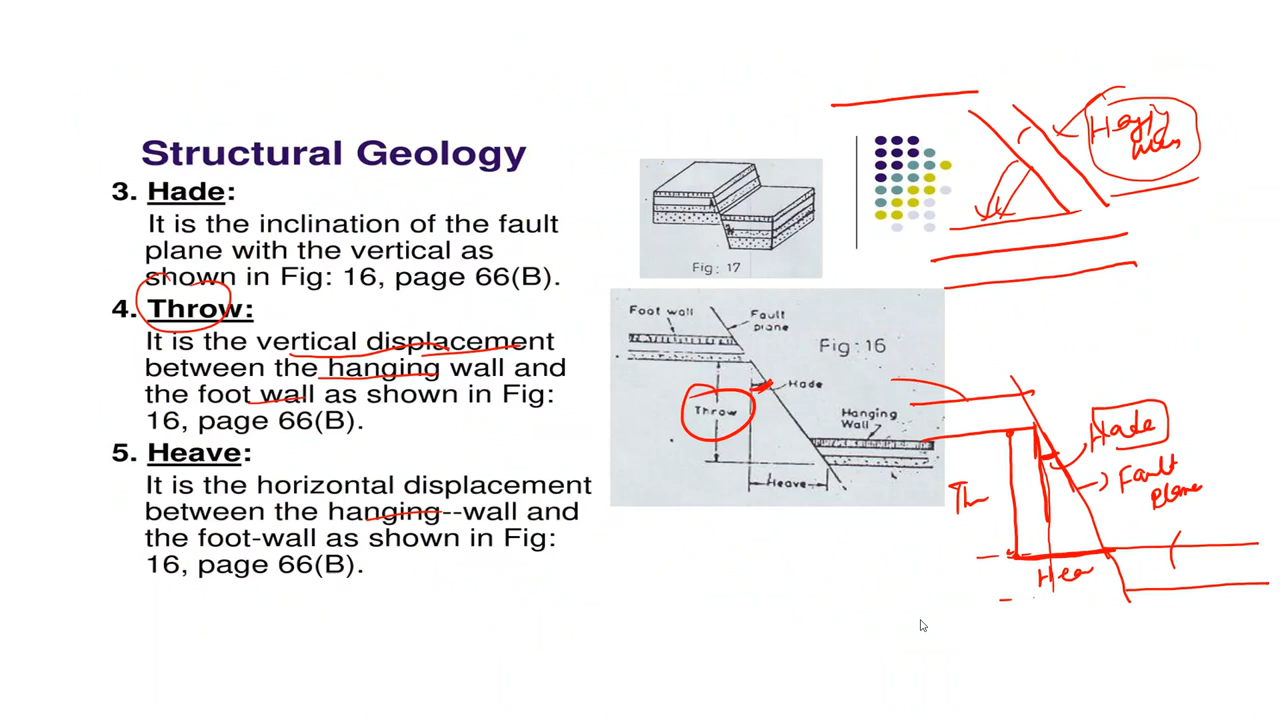 Structural Geology
3. Hade:
It is the inclination of the fault
plane with the vertical as
shown in Fig: 16, page 66(B).
4. Throw:
It is the vertical displacement
between the hanging wall and
the foot wall as shown in Fig:
16, page 66(B).
5. Heave:
It is the horizontal displacement
between the hanging--wall and
the foot-wall as shown in Fig:
16, page 66(B).
Fig: 17
Foot wall
Fault
plane
Fig: 16
Hade
Throw
Hanging
Wall
Heave
Hade
Fault
plane
Th
Hea